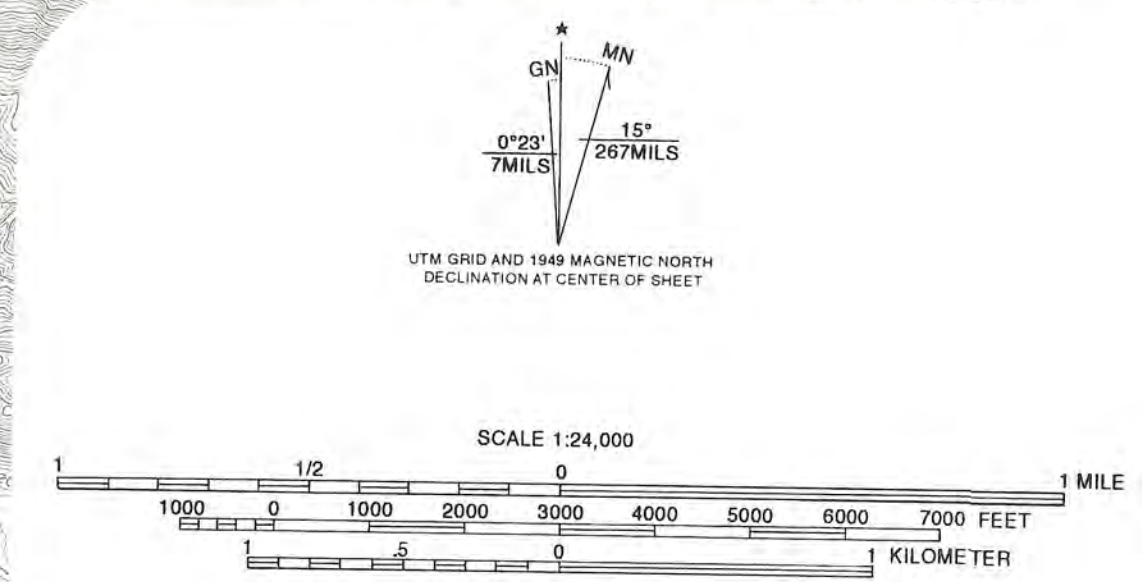 ★
GN MN
0°23' 15°
7MILS 267MILS
UTM GRID AND 1949 MAGNETIC NORTH
DECLINATION AT CENTER OF SHEET
SCALE 1:24,000
1 1/2 0 1 MILE
1000 0 1000 2000 3000 4000 5000 6000 7000 FEET
1 .5 0 1 KILOMETER